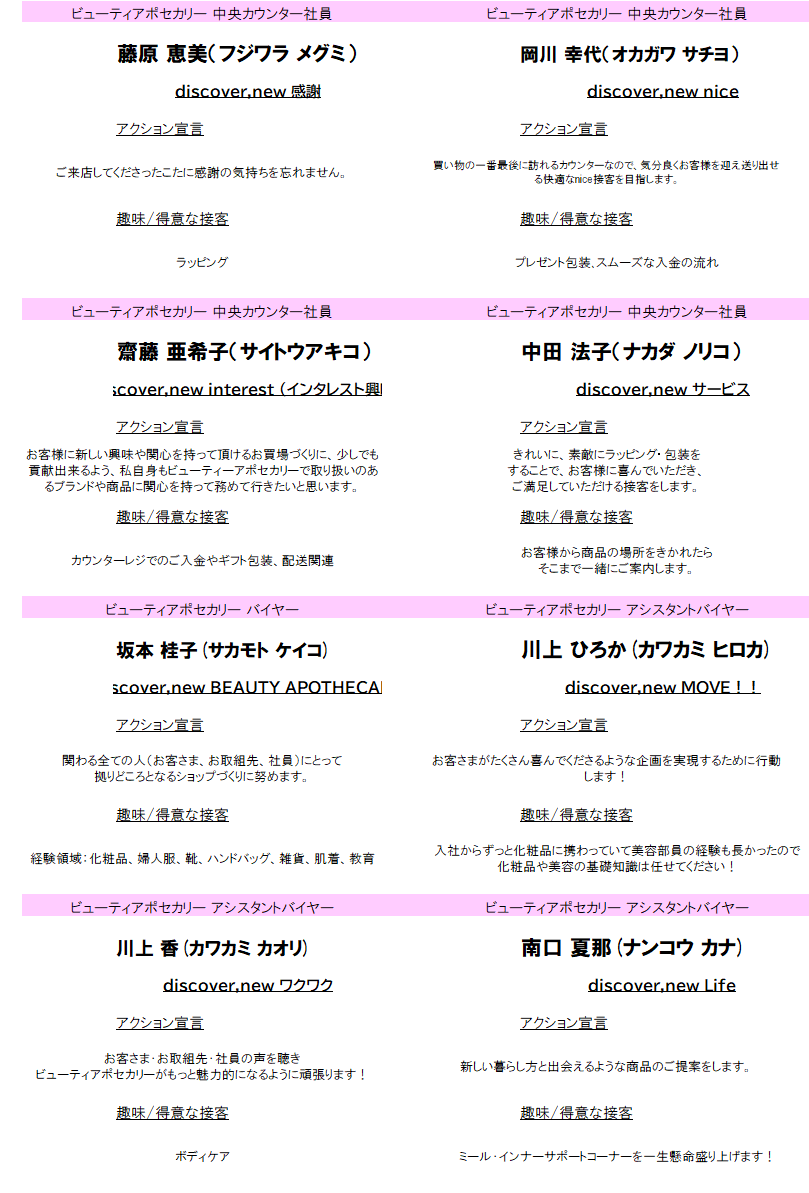 ビューティアポセカリー 中央カウンター社員
藤原 恵美(フジワラ メグミ)
discover,new 感謝
アクション宣言
ご来店してくださったこたに感謝の気持ちを忘れません。
趣味/得意な接客
ラッピング
ビューティアポセカリー 中央カウンター社員
岡川 幸代(オカガワ サチヨ)
discover,new nice
アクション宣言
買い物の一番最後に訪れるカウンターなので、気分良くお客様を迎え送り出せ
る快適なnice接客を目指します。
趣味/得意な接客
プレゼント包装、スムーズな入金の流れ
ビューティアポセカリー 中央カウンター社員
齋藤 亜希子(サイトウアキコ)
scover,new interest (インタレスト興
アクション宣言
お客様に新しい興味や関心を持って頂けるお買場づくりに、少しでも
貢献出来るよう、私自身もビューティーアポセカリーで取り扱いのあ
るブランドや商品に関心を持って務めて行きたいと思います。
趣味/得意な接客
カウンターレジでのご入金やギフト包装、配送関連
ビューティアポセカリー 中央カウンター社員
中田 法子(ナカダ ノリコ)
discover,new サービス
アクション宣言
きれいに、素敵にラッピング・包装を
することで、お客様に喜んでいただき、
ご満足していただける接客をします。
趣味/得意な接客
お客様から商品の場所をきかれたら
そこまで一緒にご案内します。
ビューティアポセカリー バイヤー
坂本 桂子(サカモト ケイコ)
scover,new BEAUTY APOTHECA
アクション宣言
関わる全ての人(お客さま、お取組先、社員)にとって
拠りどころとなるショップづくりに努めます。
趣味/得意な接客
経験領域:化粧品、婦人服、靴、ハンドバッグ、雑貨、肌着、教育
ビューティアポセカリー アシスタントバイヤー
川上 ひろか(カワカミ ヒロカ)
discover,new MOVE！！
アクション宣言
お客さまがたくさん喜んでくださるような企画を実現するために行動
します！
趣味/得意な接客
入社からずっと化粧品に携わっていて美容部員の経験も長かったので
化粧品や美容の基礎知識は任せてください！
ビューティアポセカリー アシスタントバイヤー
川上 香(カワカミ カオリ)
discover,new ワクワク
アクション宣言
お客さま・お取組先・社員の声を聴き
ビューティアポセカリーがもっと魅力的になるように頑張ります！
趣味/得意な接客
ボディケア
ビューティアポセカリー アシスタントバイヤー
南口 夏那(ナンコウ カナ)
discover,new Life
アクション宣言
新しい暮らし方と出会えるような商品のご提案をします。
趣味/得意な接客
ミール・インナーサポートコーナーを一生懸命盛り上げます！